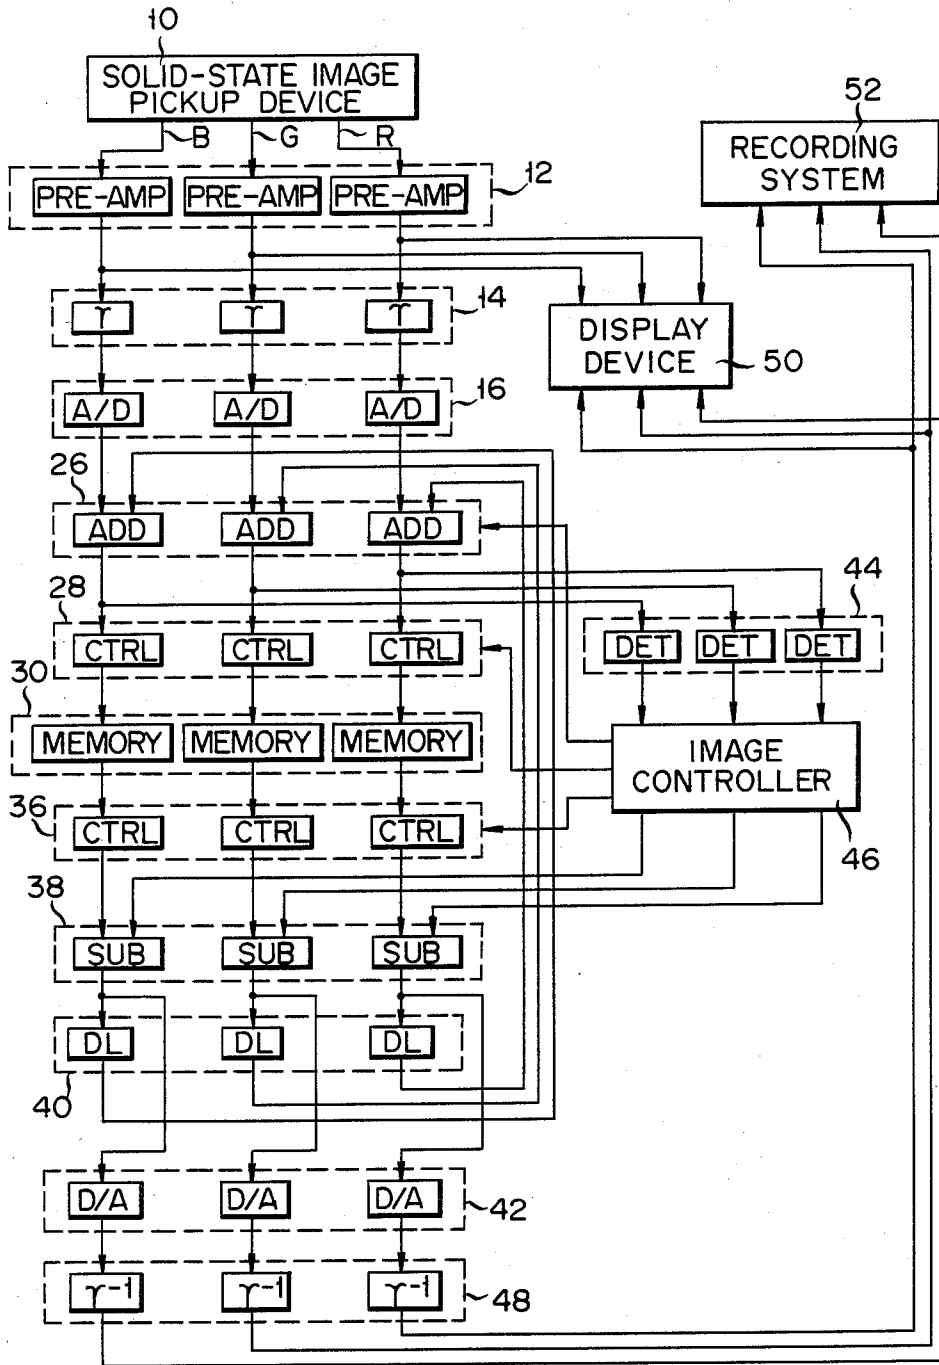 10
SOLID-STATE IMAGE
PICKUP DEVICE
B G R
52
RECORDING
SYSTEM
PRE-AMP PRE-AMP PRE-AMP 12
γ γ γ 14
DISPLAY
DEVICE 50
A/D A/D A/D 16
26
ADD ADD ADD
28 44
CTRL CTRL CTRL DET DET DET
30
MEMORY MEMORY MEMORY
IMAGE
CONTROLLER
36
CTRL CTRL CTRL 46
38
SUB SUB SUB
DL DL DL
40
D/A D/A D/A 42
γ-1 γ-1 γ-1 48